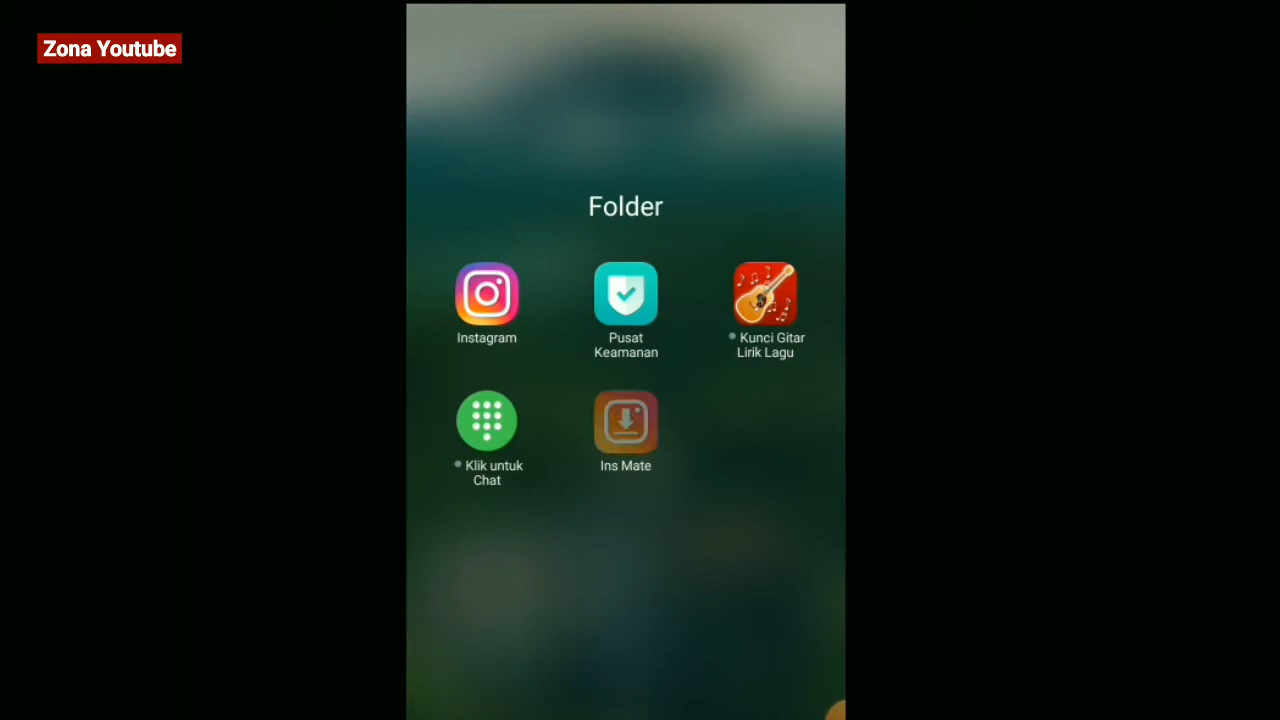 Zona Youtube
Folder
Instagram
Pusat
Keamanan
Kunci Gitar
Lirik Lagu
Klik untuk
Chat
Ins Mate